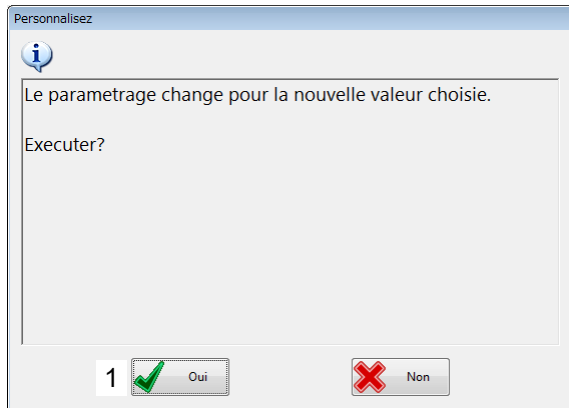 Personnalisez
Le parametrage change pour la nouvelle valeur choisie.
Executer?
1 Oui Non